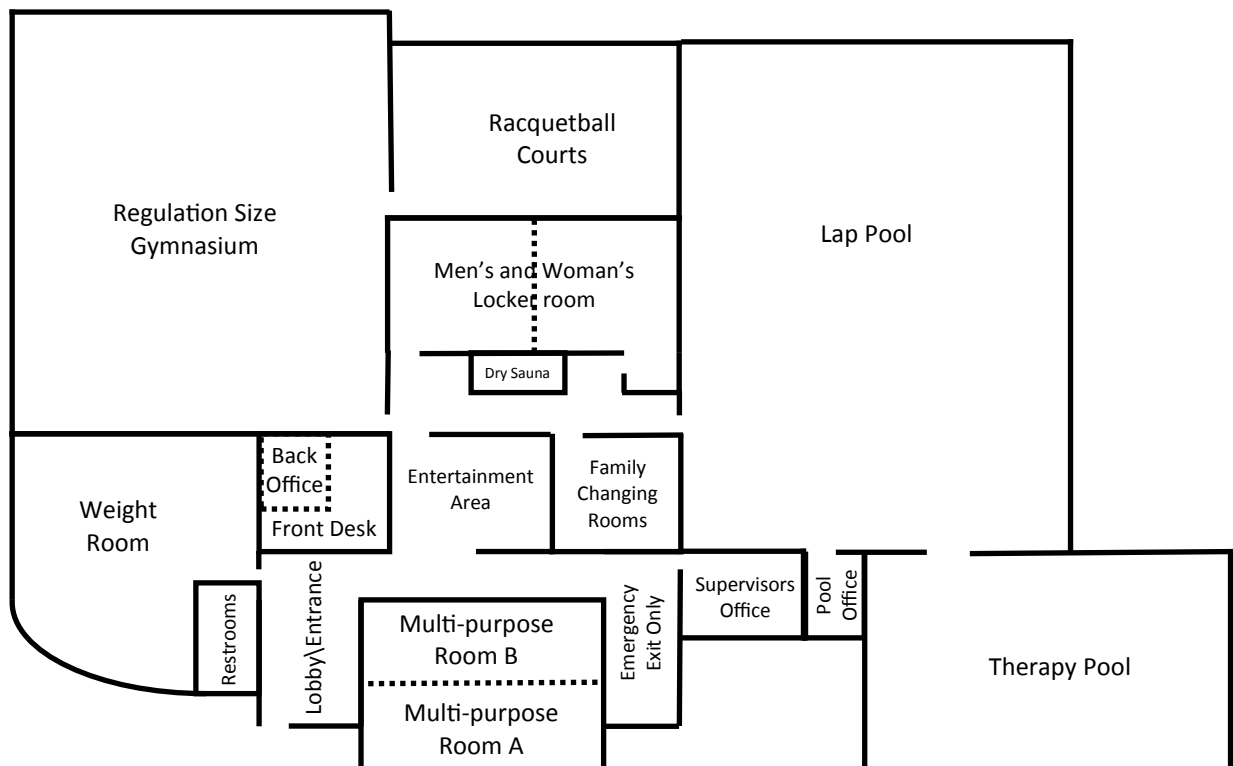 Racquetball
Courts
Regulation Size
Gymnasium
Lap Pool
Men's and Woman's
Locker room
Dry Sauna
Back
Office
Front Desk
Entertainment
Area
Family
Changing
Rooms
Weight
Room
Restrooms
Lobby\Entrance
Multi-purpose
Room B
Multi-purpose
Room A
Emergency
Exit Only
Supervisors
Office
Pool
Office
Therapy Pool